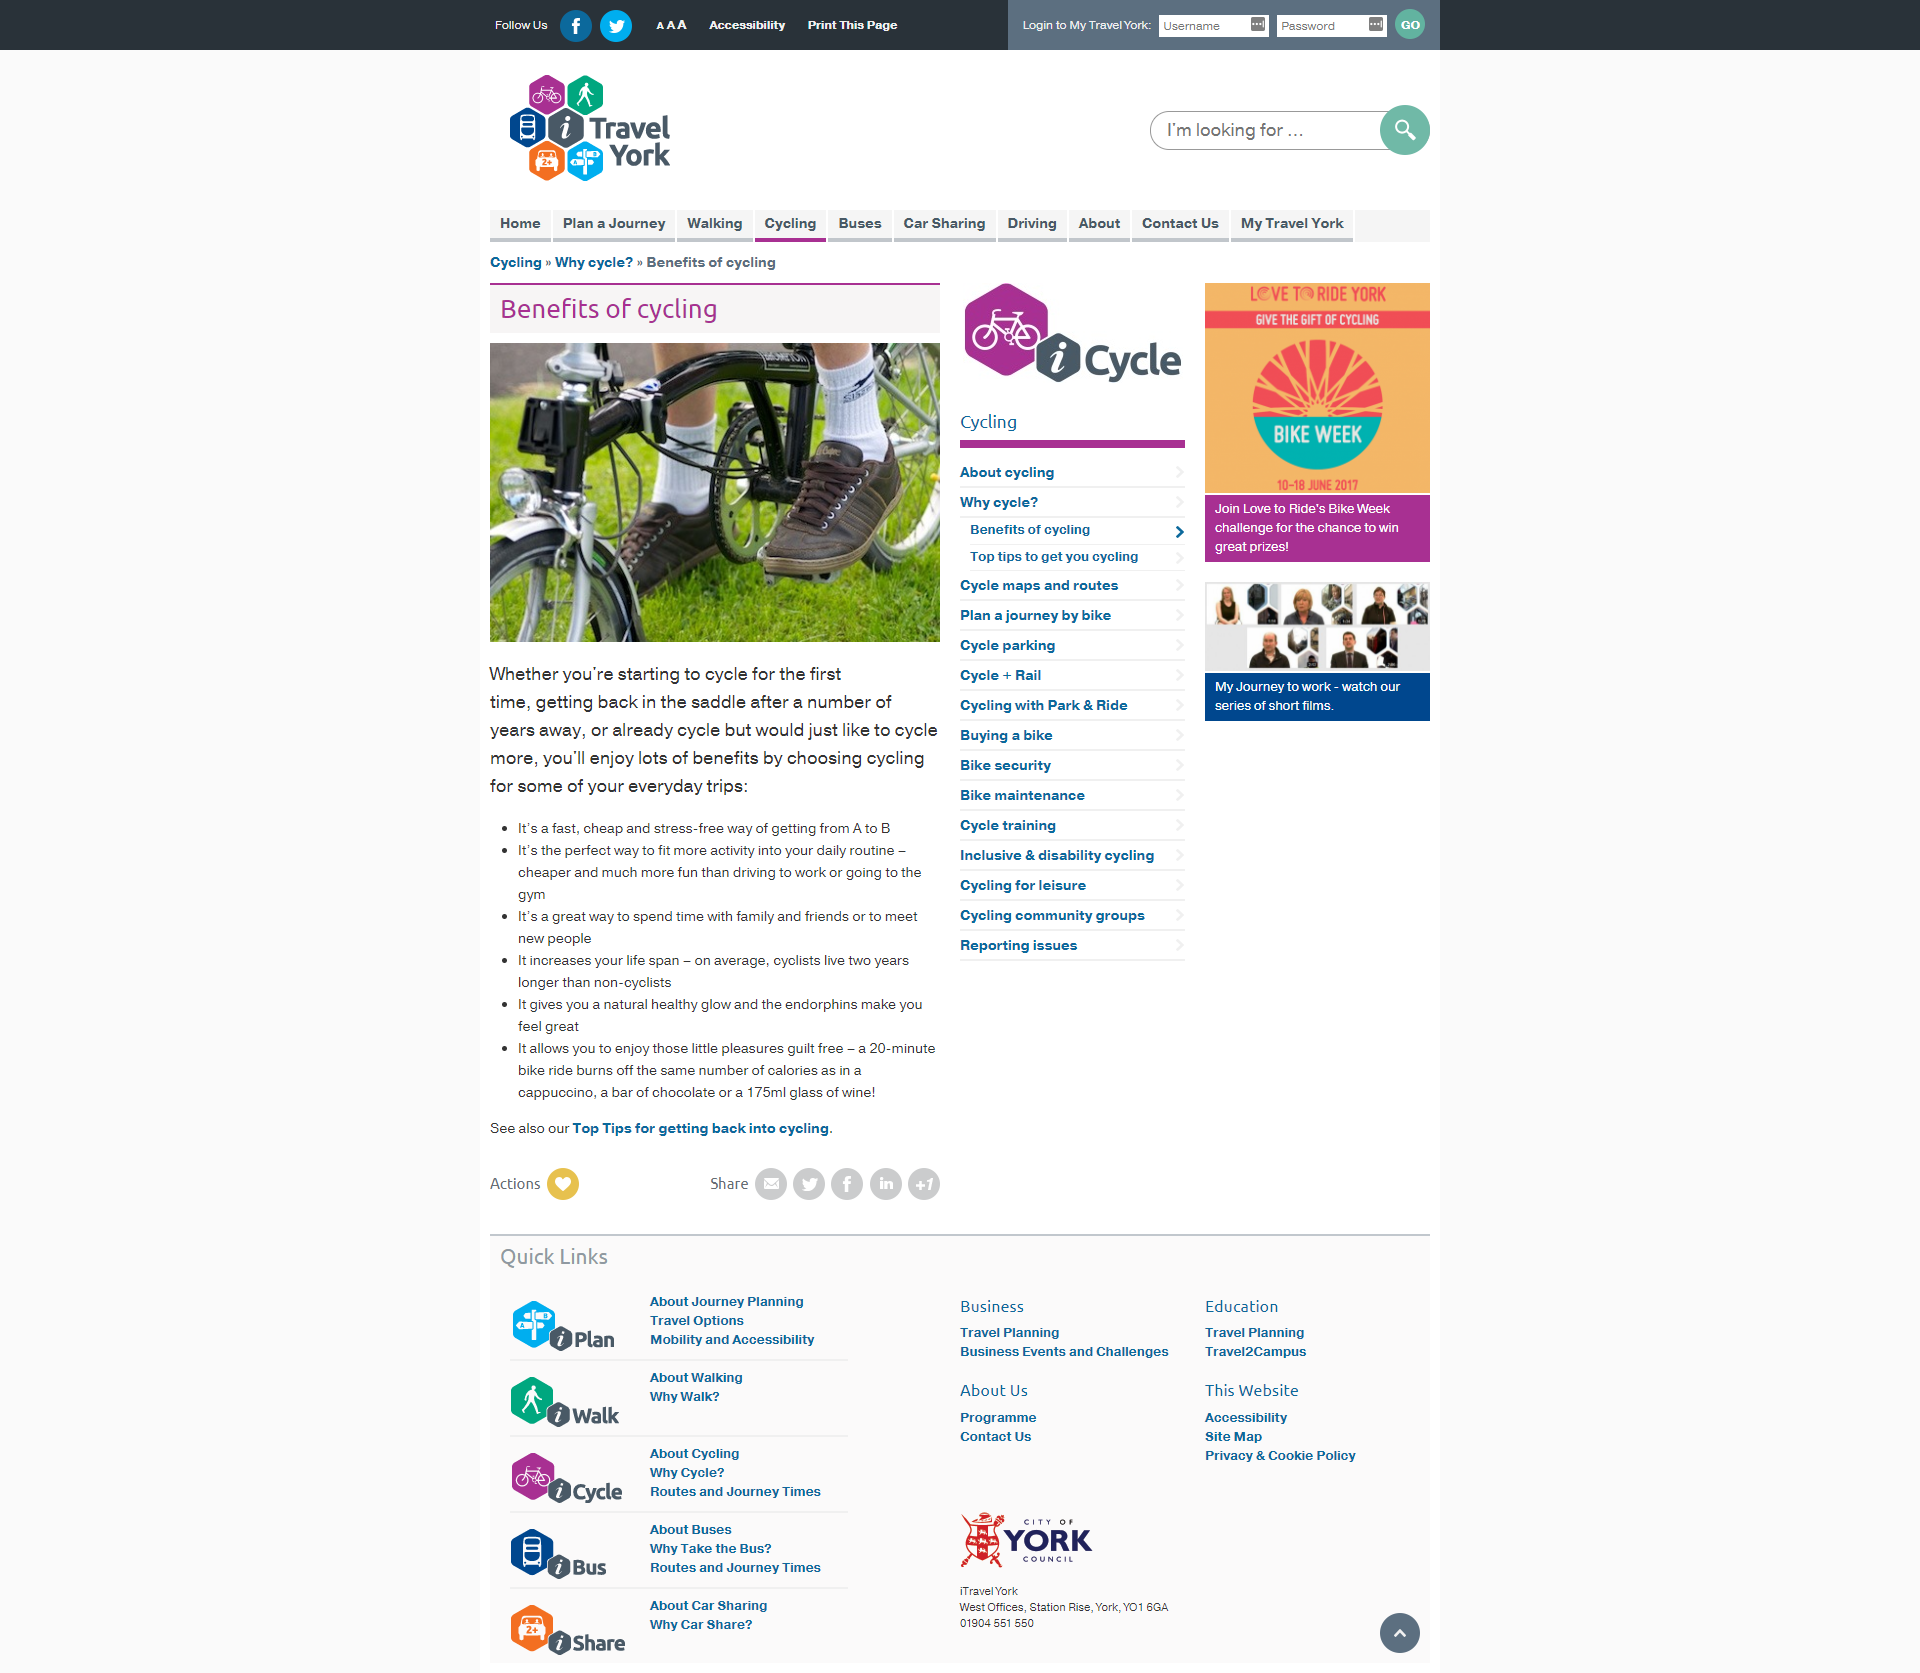 Follow Us
A A A
Accessibility
Print This Page
Login to My Travel York:
Username
Password
GO
i Travel
York
I'm looking for ...
Home
Plan a Journey
Walking
Cycling
Buses
Car Sharing
Driving
About
Contact Us
My Travel York
Cycling » Why cycle? » Benefits of cycling
Benefits of cycling
Whether you're starting to cycle for the first
time, getting back in the saddle after a number of
years away, or already cycle but would just like to cycle
more, you'll enjoy lots of benefits by choosing cycling
for some of your everyday trips:
It's a fast, cheap and stress-free way of getting from A to B
It's the perfect way to fit more activity into your daily routine –
cheaper and much more fun than driving to work or going to the
gym
It's a great way to spend time with family and friends or to meet
new people
It increases your life span – on average, cyclists live two years
longer than non-cyclists
It gives you a natural healthy glow and the endorphins make you
feel great
It allows you to enjoy those little pleasures guilt free – a 20-minute
bike ride burns off the same number of calories as in a
cappuccino, a bar of chocolate or a 175ml glass of wine!
See also our Top Tips for getting back into cycling.
Actions
Share
in
+1
i Cycle
Cycling
About cycling
Why cycle?
Benefits of cycling
Top tips to get you cycling
Cycle maps and routes
Plan a journey by bike
Cycle parking
Cycle + Rail
Cycling with Park & Ride
Buying a bike
Bike security
Bike maintenance
Cycle training
Inclusive & disability cycling
Cycling for leisure
Cycling community groups
Reporting issues
LOVE TO RIDE YORK
GIVE THE GIFT OF CYCLING
BIKE WEEK
10-18 JUNE 2017
Join Love to Ride's Bike Week
challenge for the chance to win
great prizes!
My Journey to work - watch our
series of short films.
Quick Links
i Plan
About Journey Planning
Travel Options
Mobility and Accessibility
i Walk
About Walking
Why Walk?
i Cycle
About Cycling
Why Cycle?
Routes and Journey Times
i Bus
About Buses
Why Take the Bus?
Routes and Journey Times
2+
i Share
About Car Sharing
Why Car Share?
Business
Travel Planning
Business Events and Challenges
Education
Travel Planning
Travel2Campus
About Us
Programme
Contact Us
This Website
Accessibility
Site Map
Privacy & Cookie Policy
CITY OF
YORK
COUNCIL
iTravel York
West Offices, Station Rise, York, YO1 6GA
01904 551 550